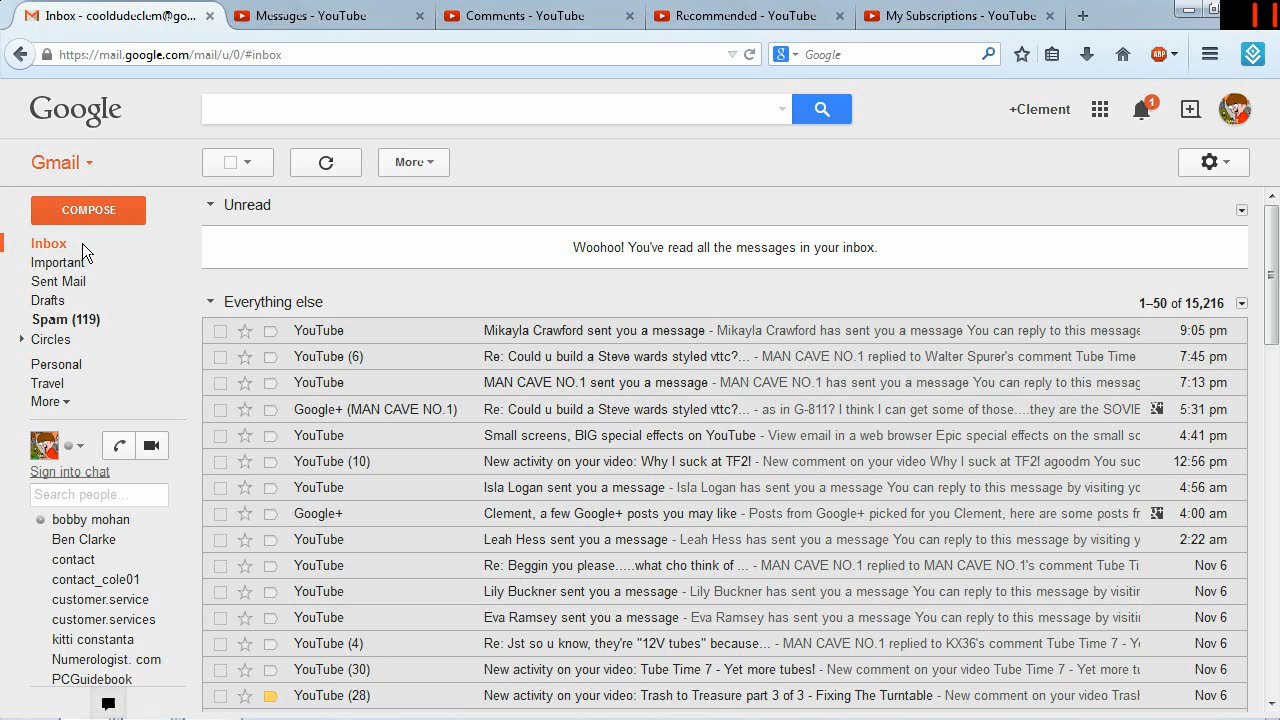 Inbox - cooldudeclem@go... × Messages - YouTube × Comments - YouTube × Recommended - YouTube × My Subscriptions - YouTube × +
https://mail.google.com/mail/u/0/#inbox
8 Google
ABP
Google
+Clement
1
Gmail
More
COMPOSE
Inbox
Important
Sent Mail
Drafts
Spam (119)
Circles
Personal
Travel
More
Sign into chat
Search people...
bobby mohan
Ben Clarke
contact
contact_cole01
customer.service
customer.services
kitti constanta
Numerologist. com
PCGuidebook
Unread
Woohoo! You've read all the messages in your inbox.
Everything else
1–50 of 15,216
YouTube Mikayla Crawford sent you a message - Mikayla Crawford has sent you a message You can reply to this message 9:05 pm
YouTube (6) Re: Could u build a Steve wards styled vttc?... - MAN CAVE NO.1 replied to Walter Spurer's comment Tube Time 7:45 pm
YouTube MAN CAVE NO.1 sent you a message - MAN CAVE NO.1 has sent you a message You can reply to this messag 7:13 pm
Google+ (MAN CAVE NO.1) Re: Could u build a Steve wards styled vttc?... - as in G-811? I think I can get some of those....they are the SOVIE 5:31 pm
YouTube Small screens, BIG special effects on YouTube - View email in a web browser Epic special effects on the small sc 4:41 pm
YouTube (10) New activity on your video: Why I suck at TF2! - New comment on your video Why I suck at TF2! agoodm You suc 12:56 pm
YouTube Isla Logan sent you a message - Isla Logan has sent you a message You can reply to this message by visiting yo 4:56 am
Google+ Clement, a few Google+ posts you may like - Posts from Google+ picked for you Clement, here are some posts fr 4:00 am
YouTube Leah Hess sent you a message - Leah Hess has sent you a message You can reply to this message by visiting y 2:22 am
YouTube Re: Beggin you please.....what cho think of ... - MAN CAVE NO.1 replied to MAN CAVE NO.1's comment Tube Tim Nov 6
YouTube Lily Buckner sent you a message - Lily Buckner has sent you a message You can reply to this message by visitin Nov 6
YouTube Eva Ramsey sent you a message - Eva Ramsey has sent you a message You can reply to this message by visitin Nov 6
YouTube (4) Re: Jst so u know, they're "12V tubes" because... - MAN CAVE NO.1 replied to KX36's comment Tube Time 7 - Ye Nov 6
YouTube (30) New activity on your video: Tube Time 7 - Yet more tubes! - New comment on your video Tube Time 7 - Yet more tu Nov 6
YouTube (28) New activity on your video: Trash to Treasure part 3 of 3 - Fixing The Turntable - New comment on your video Trash Nov 6